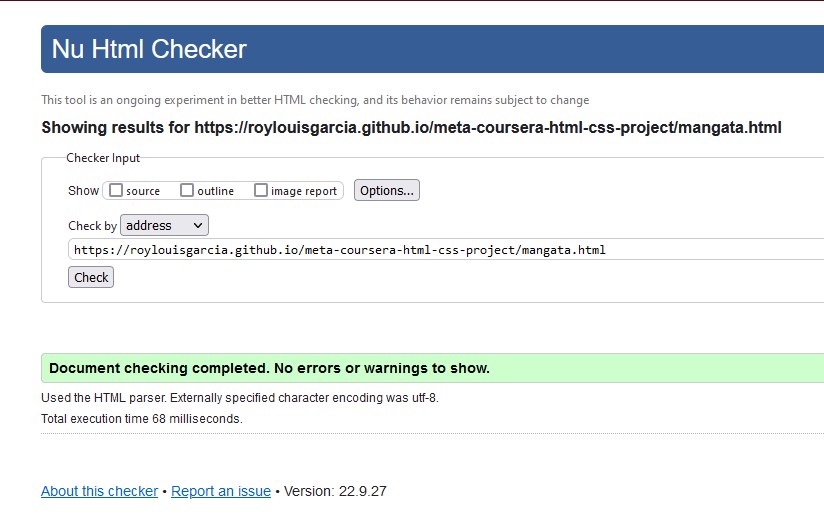 Nu Html Checker
This tool is an ongoing experiment in better HTML checking, and its behavior remains subject to change
Showing results for https://roylouisgarcia.github.io/meta-coursera-html-css-project/mangata.html
Checker Input
Show source outline image report Options...
Check by address
https://roylouisgarcia.github.io/meta-coursera-html-css-project/mangata.html
Check
Document checking completed. No errors or warnings to show.
Used the HTML parser. Externally specified character encoding was utf-8.
Total execution time 68 milliseconds.
About this checker • Report an issue • Version: 22.9.27